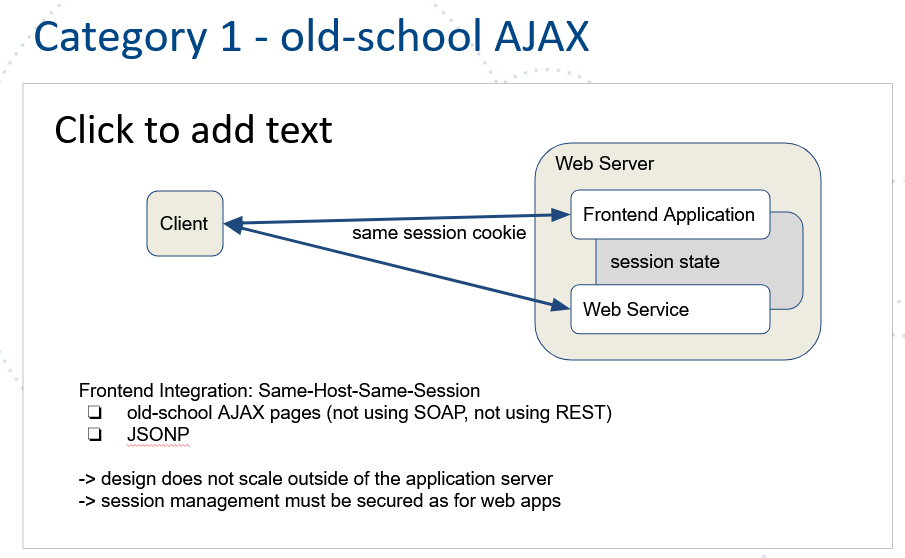 Category 1 - old-school AJAX
Click to add text
Web Server
Client
Frontend Application
same session cookie
session state
Web Service
Frontend Integration: Same-Host-Same-Session
❑ old-school AJAX pages (not using SOAP, not using REST)
❑ JSONP
-> design does not scale outside of the application server
-> session management must be secured as for web apps